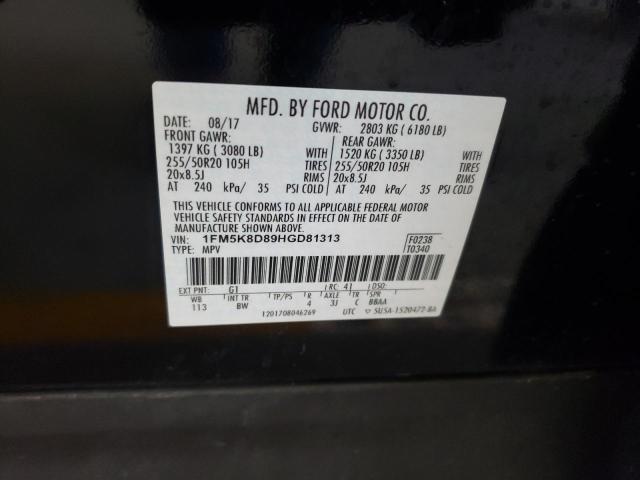 MFD. BY FORD MOTOR CO.
DATE: 08/17 GVWR: 2803 KG ( 6180 LB)
FRONT GAWR: REAR GAWR:
1397 KG ( 3080 LB) WITH 1520 KG ( 3350 LB) WITH
255/50R20 105H TIRES 255/50R20 105H TIRES
20x8.5J RIMS 20x8.5J RIMS
AT 240 kPa/ 35 PSI COLD AT 240 kPa/ 35 PSI COLD
THIS VEHICLE CONFORMS TO ALL APPLICABLE FEDERAL MOTOR
VEHICLE SAFETY STANDARDS IN EFFECT ON THE DATE OF
MANUFACTURE SHOWN ABOVE.
VIN: 1FM5K8D89HGD81313 F0238
TYPE: MPV T0340
EXT PNT: G1 RC: 41 DSO:
WB INT TR TP/PS R AXLE TR SPR
113 BW 4 3J C BBAA
1201708046269 UTC SU5A-1520472-BA